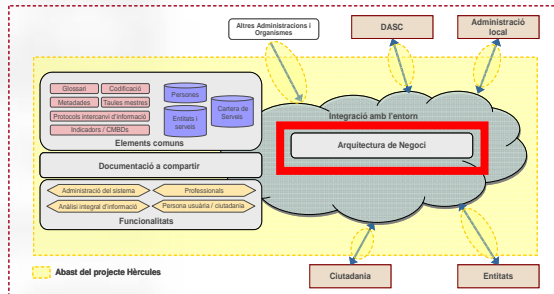 Altres Administracions i
Organismes
DASC
Administració
local
Glossari
Codificació
Metadades
Taules mestres
Protocols intercanvi d'informació
Indicadors / CMBDs
Persones
Entitats i
serveis
Cartera de
Serveis
Elements comuns
Integració amb l'entorn
Arquitectura de Negoci
Documentació a compartir
Administració del sistema
Professionals
Anàlisi integral d'informació
Persona usuària / ciutadania
Funcionalitats
Abast del projecte Hèrcules
Ciutadania
Entitats